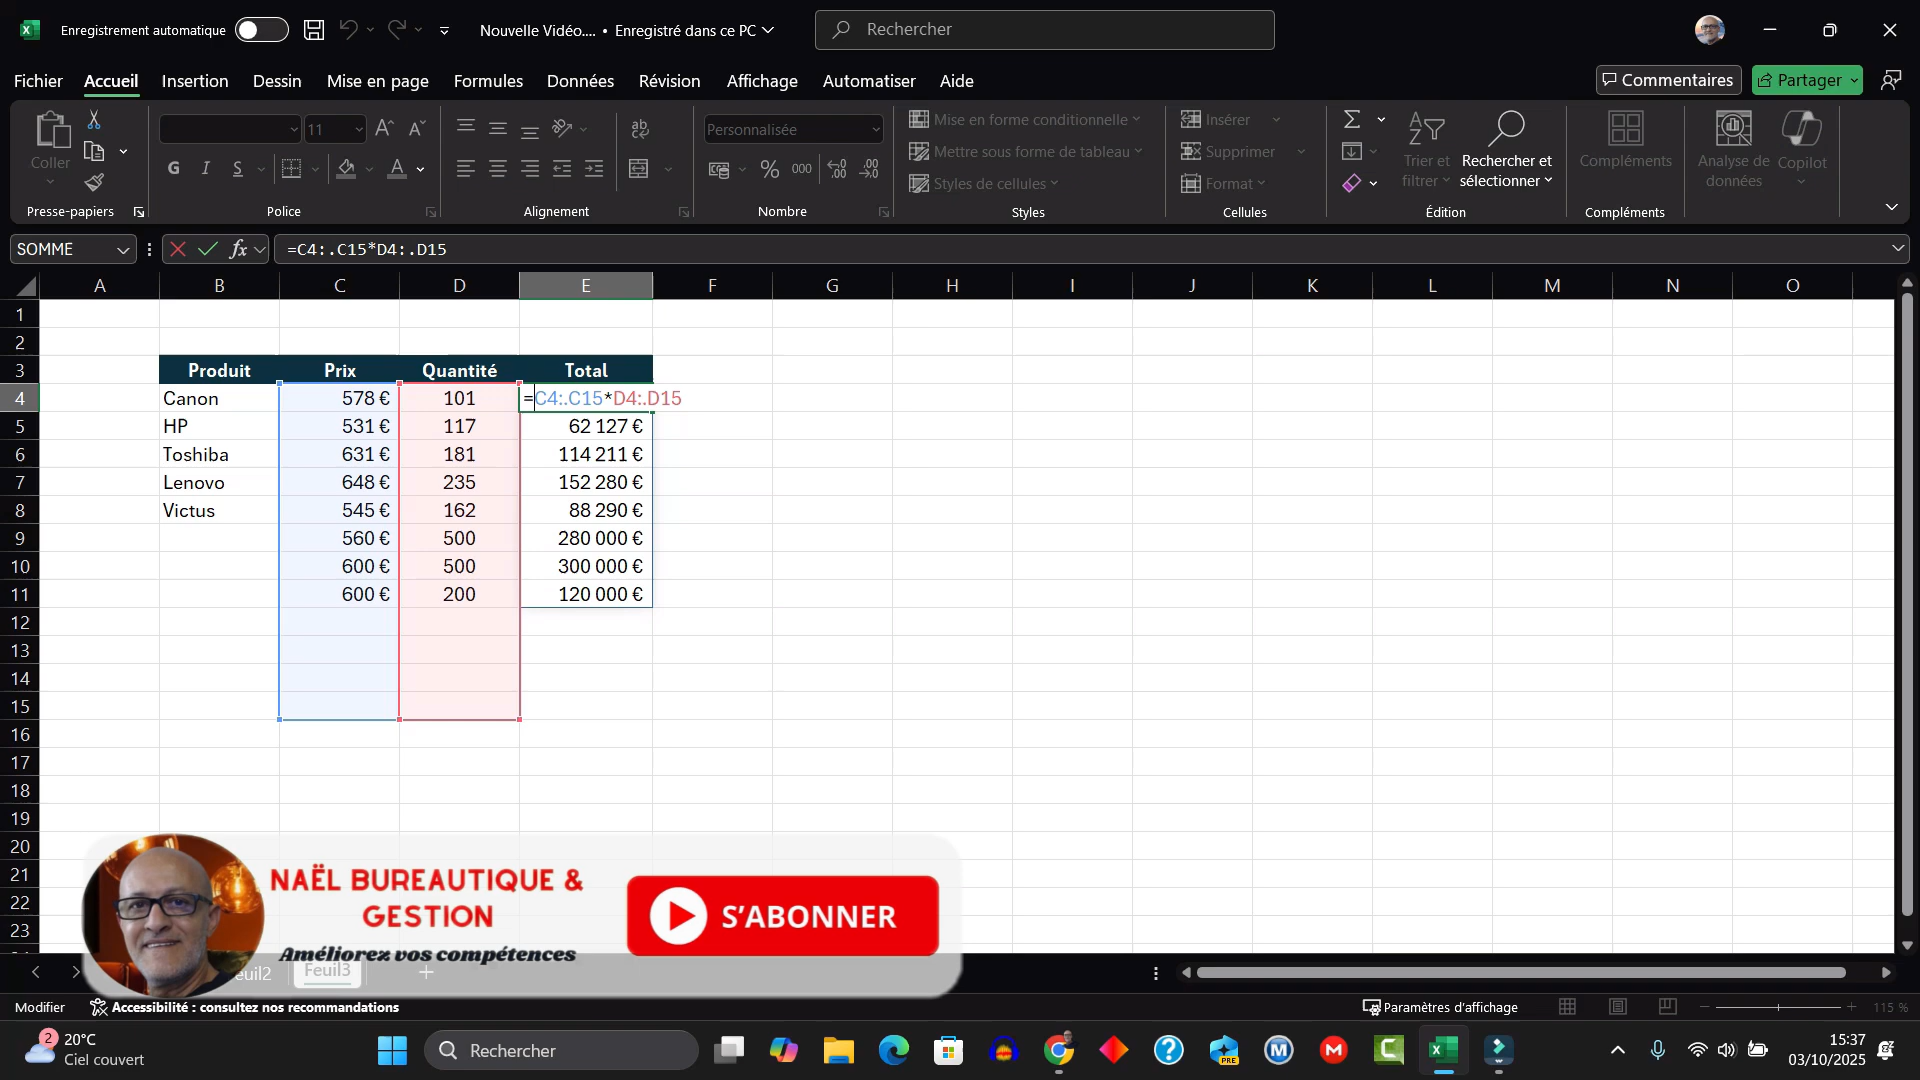 Enregistrement automatique
Nouvelle Vidéo.... • Enregistré dans ce PC
Rechercher
Fichier Accueil Insertion Dessin Mise en page Formules Données Révision Affichage Automatiser Aide
Commentaires Partager
Coller
Presse-papiers
11
G I S
Police
ab
Alignement
Personnalisée
% 000
Nombre
Mise en forme conditionnelle
Mettre sous forme de tableau
Styles de cellules
Styles
Insérer
Supprimer
Format
Cellules
Trier et
filtrer
Rechercher et
sélectionner
Édition
Compléments
Compléments
Analyse de
données
Copilot
SOMME fx =C4:.C15*D4:.D15
A B C D E F G H I J K L M N O
1
2
3 Produit Prix Quantité Total
4 Canon 578 € 101 =C4:.C15*D4:.D15
5 HP 531 € 117 62 127 €
6 Toshiba 631 € 181 114 211 €
7 Lenovo 648 € 235 152 280 €
8 Victus 545 € 162 88 290 €
9 560 € 500 280 000 €
10 600 € 500 300 000 €
11 600 € 200 120 000 €
12
13
14
15
16
17
18
19
20
21
22
23
NAËL BUREAUTIQUE &
GESTION
Améliorez vos compétences
S'ABONNER
euil2 Feuil3
Modifier Accessibilité : consultez nos recommandations Paramètres d'affichage 115 %
2 20°C
Ciel couvert
Rechercher
PRE
15:37
03/10/2025